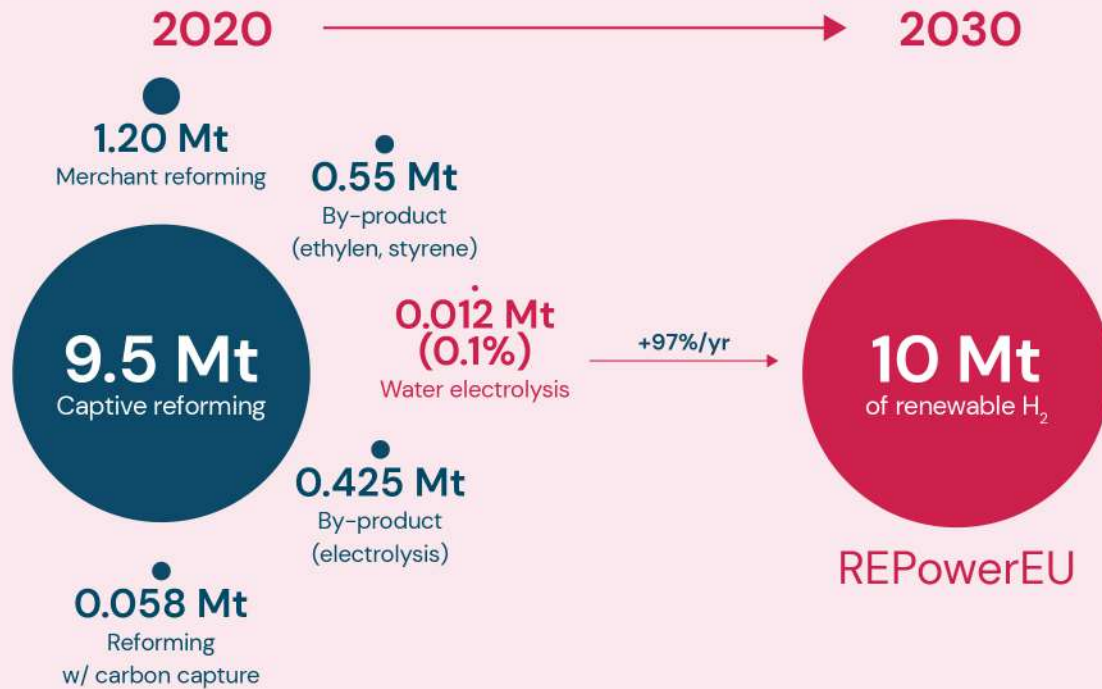 2020
2030
1.20 Mt
Merchant reforming
0.55 Mt
By-product
(ethylen, styrene)
9.5 Mt
Captive reforming
0.012 Mt
(0.1%)
Water electrolysis
+97%/yr
10 Mt
of renewable H₂
0.425 Mt
By-product
(electrolysis)
REPowerEU
0.058 Mt
Reforming
w/ carbon capture